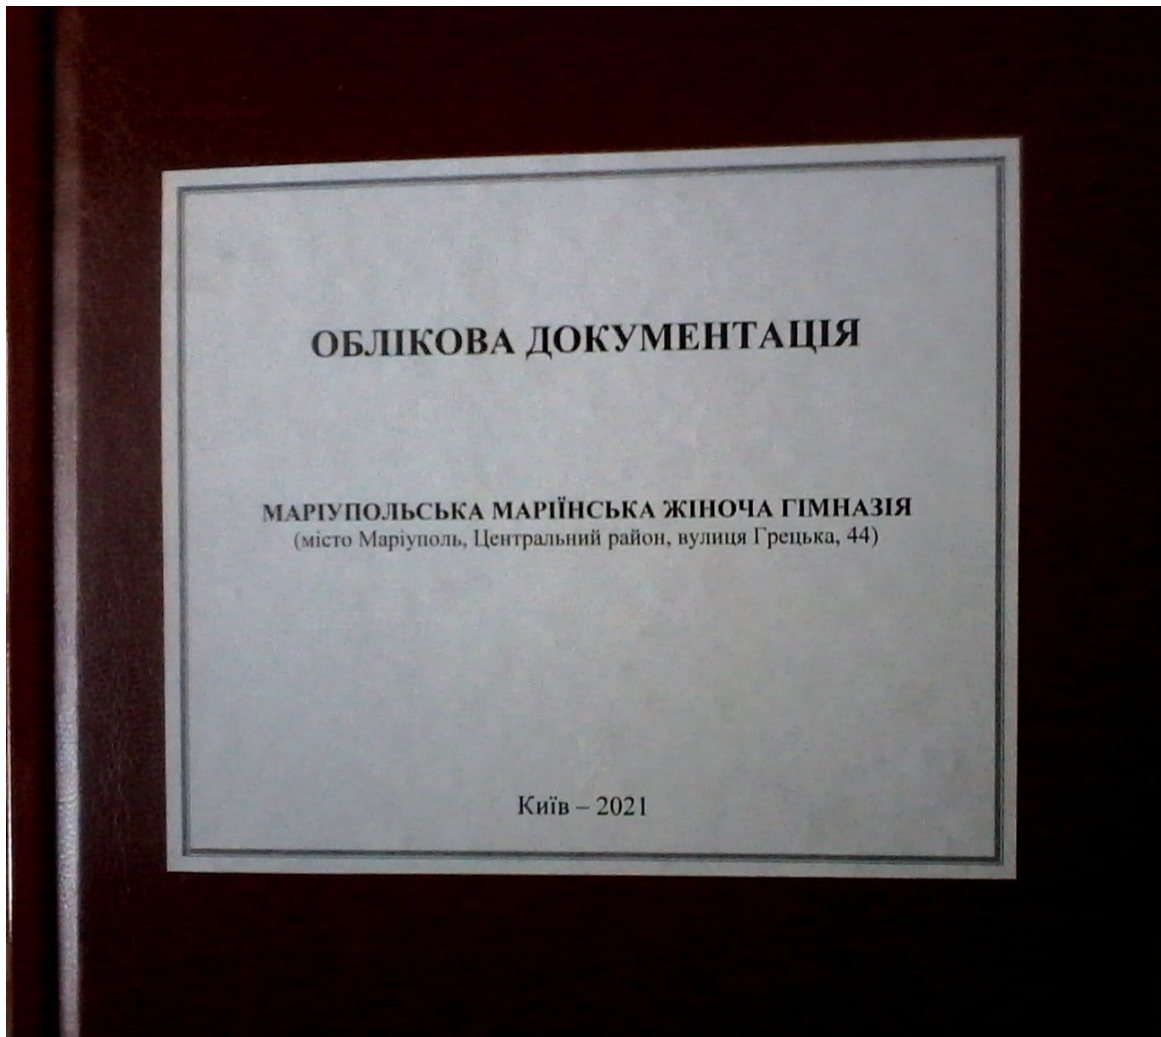 ОБЛІКОВА ДОКУМЕНТАЦІЯ
МАРІУПОЛЬСЬКА МАРІЇНСЬКА ЖІНОЧА ГІМНАЗІЯ
(місто Маріуполь, Центральний район, вулиця Грецька, 44)
Київ – 2021